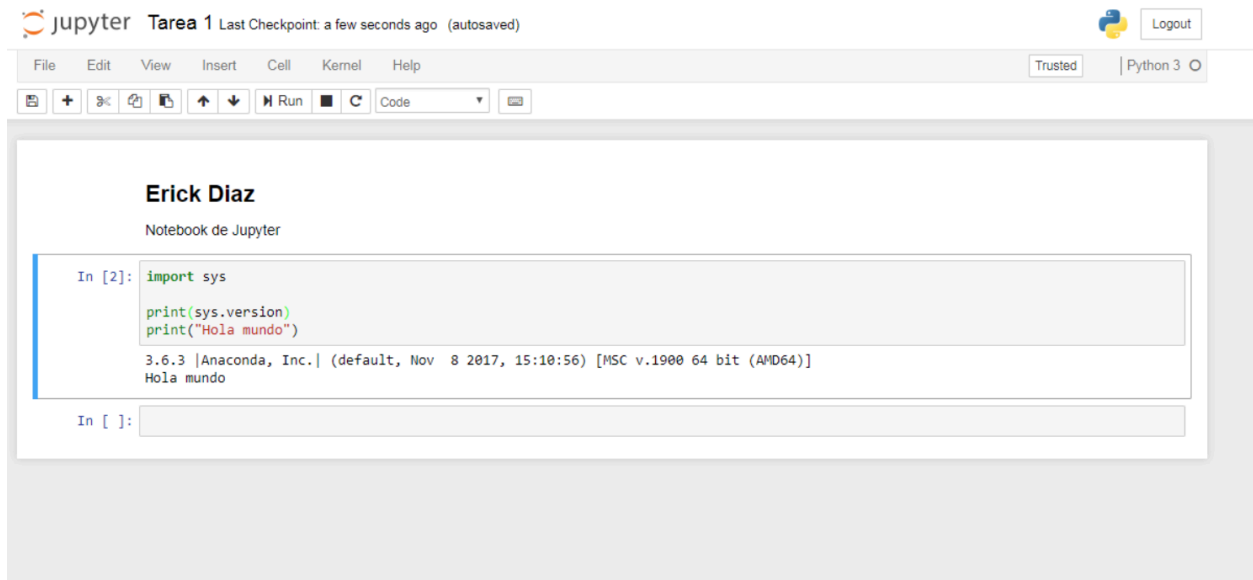 jupyter Tarea 1 Last Checkpoint: a few seconds ago (autosaved) Logout
File Edit View Insert Cell Kernel Help Trusted Python 3
Run Code
Erick Diaz
Notebook de Jupyter
In [2]: import sys
print(sys.version)
print("Hola mundo")
3.6.3 |Anaconda, Inc.| (default, Nov  8 2017, 15:10:56) [MSC v.1900 64 bit (AMD64)]
Hola mundo
In [ ]: